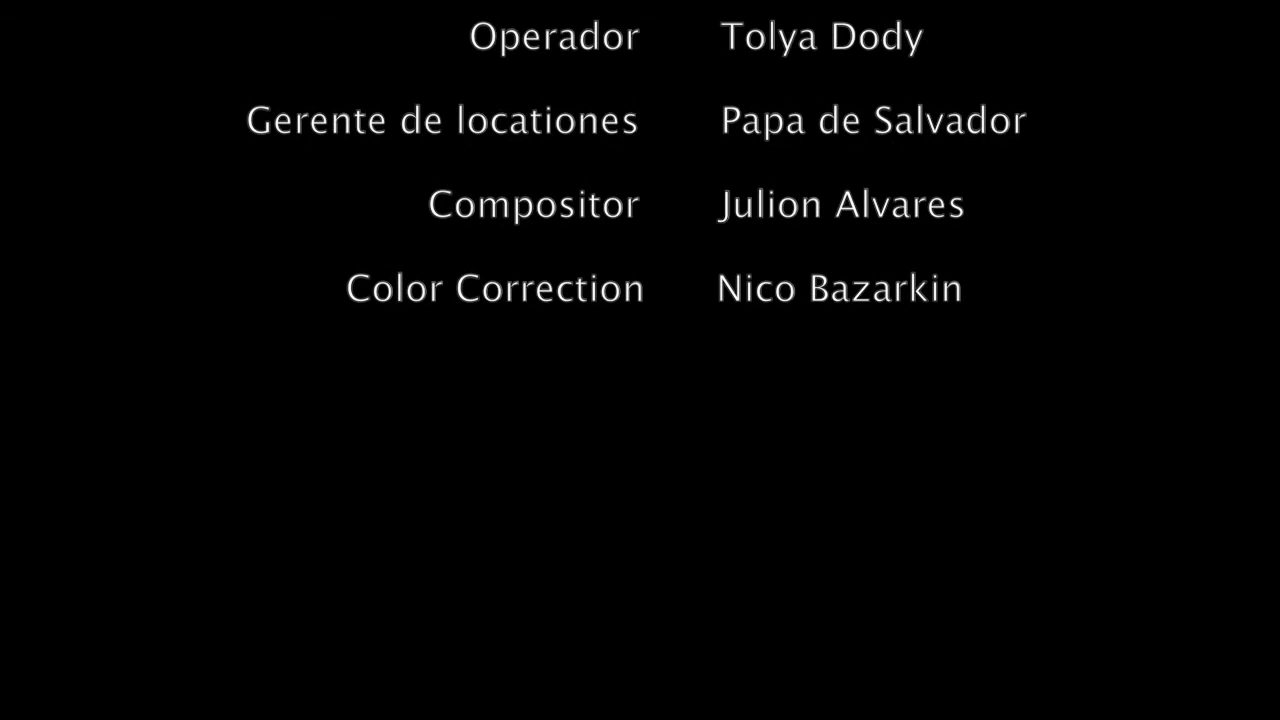 Operador Tolya Dody
Gerente de locationes Papa de Salvador
Compositor Julion Alvares
Color Correction Nico Bazarkin